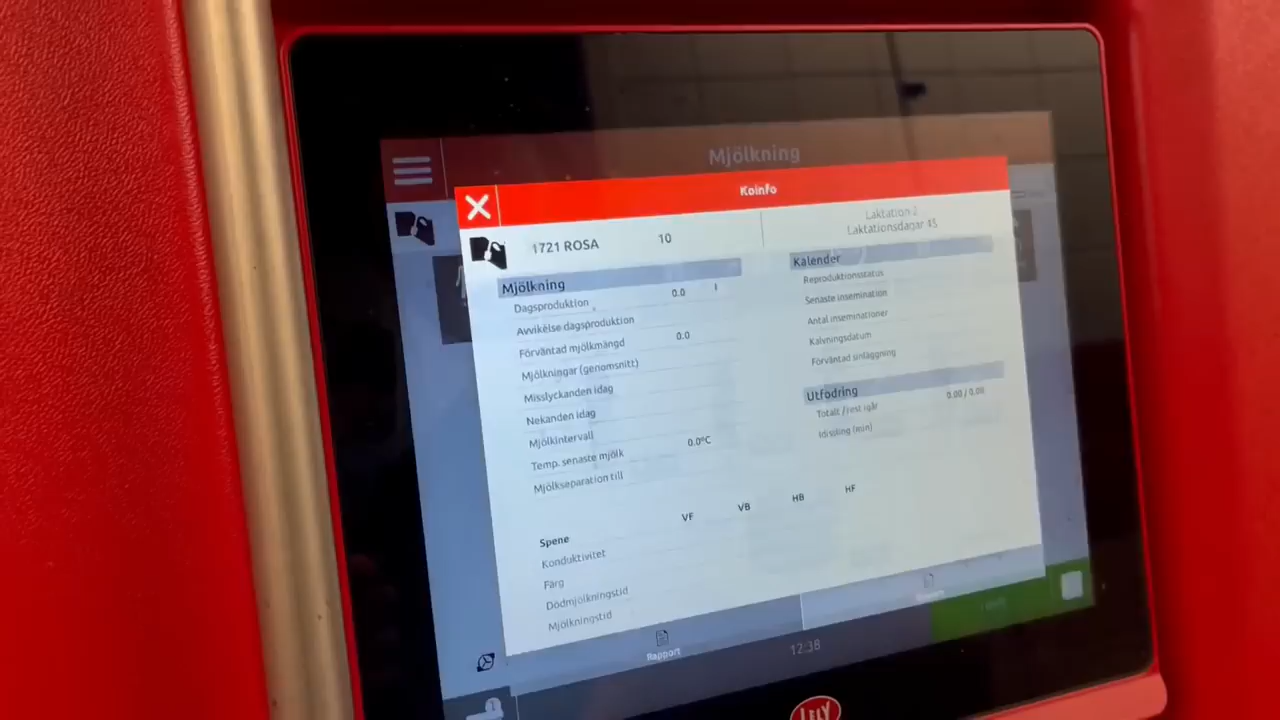 Mjölkning
Koinfo
1721 ROSA
10
Laktation 2
Laktationsdagar 45
Mjölkning
Dagsproduktion 0.0 l
Avvikelse dagsproduktion
Förväntad mjölkmängd 0.0
Mjölkningar (genomsnitt)
Misslyckanden idag
Nekanden idag
Mjölkintervall
Temp. senaste mjölk 0.0°C
Mjölkseparation till
Kalender
Reproduktionsstatus
Senaste insemination
Antal inseminationer
Kalvningsdatum
Förväntad sinläggning
Utfodring
Totalt /rest igår 0.00 / 0.00
VF VB HB HF
Spene
Konduktivitet
Färg
Dödmjölkningstid
Mjölkningstid
Rapport
12:38
1
LELY